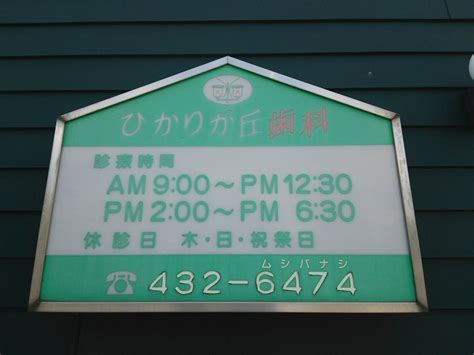 ひかりが丘歯科
診療時間
AM 9:00～PM 12:30
PM 2:00～PM 6:30
休診日 木・日・祝祭日
ムシバナシ
☎ 432-6474